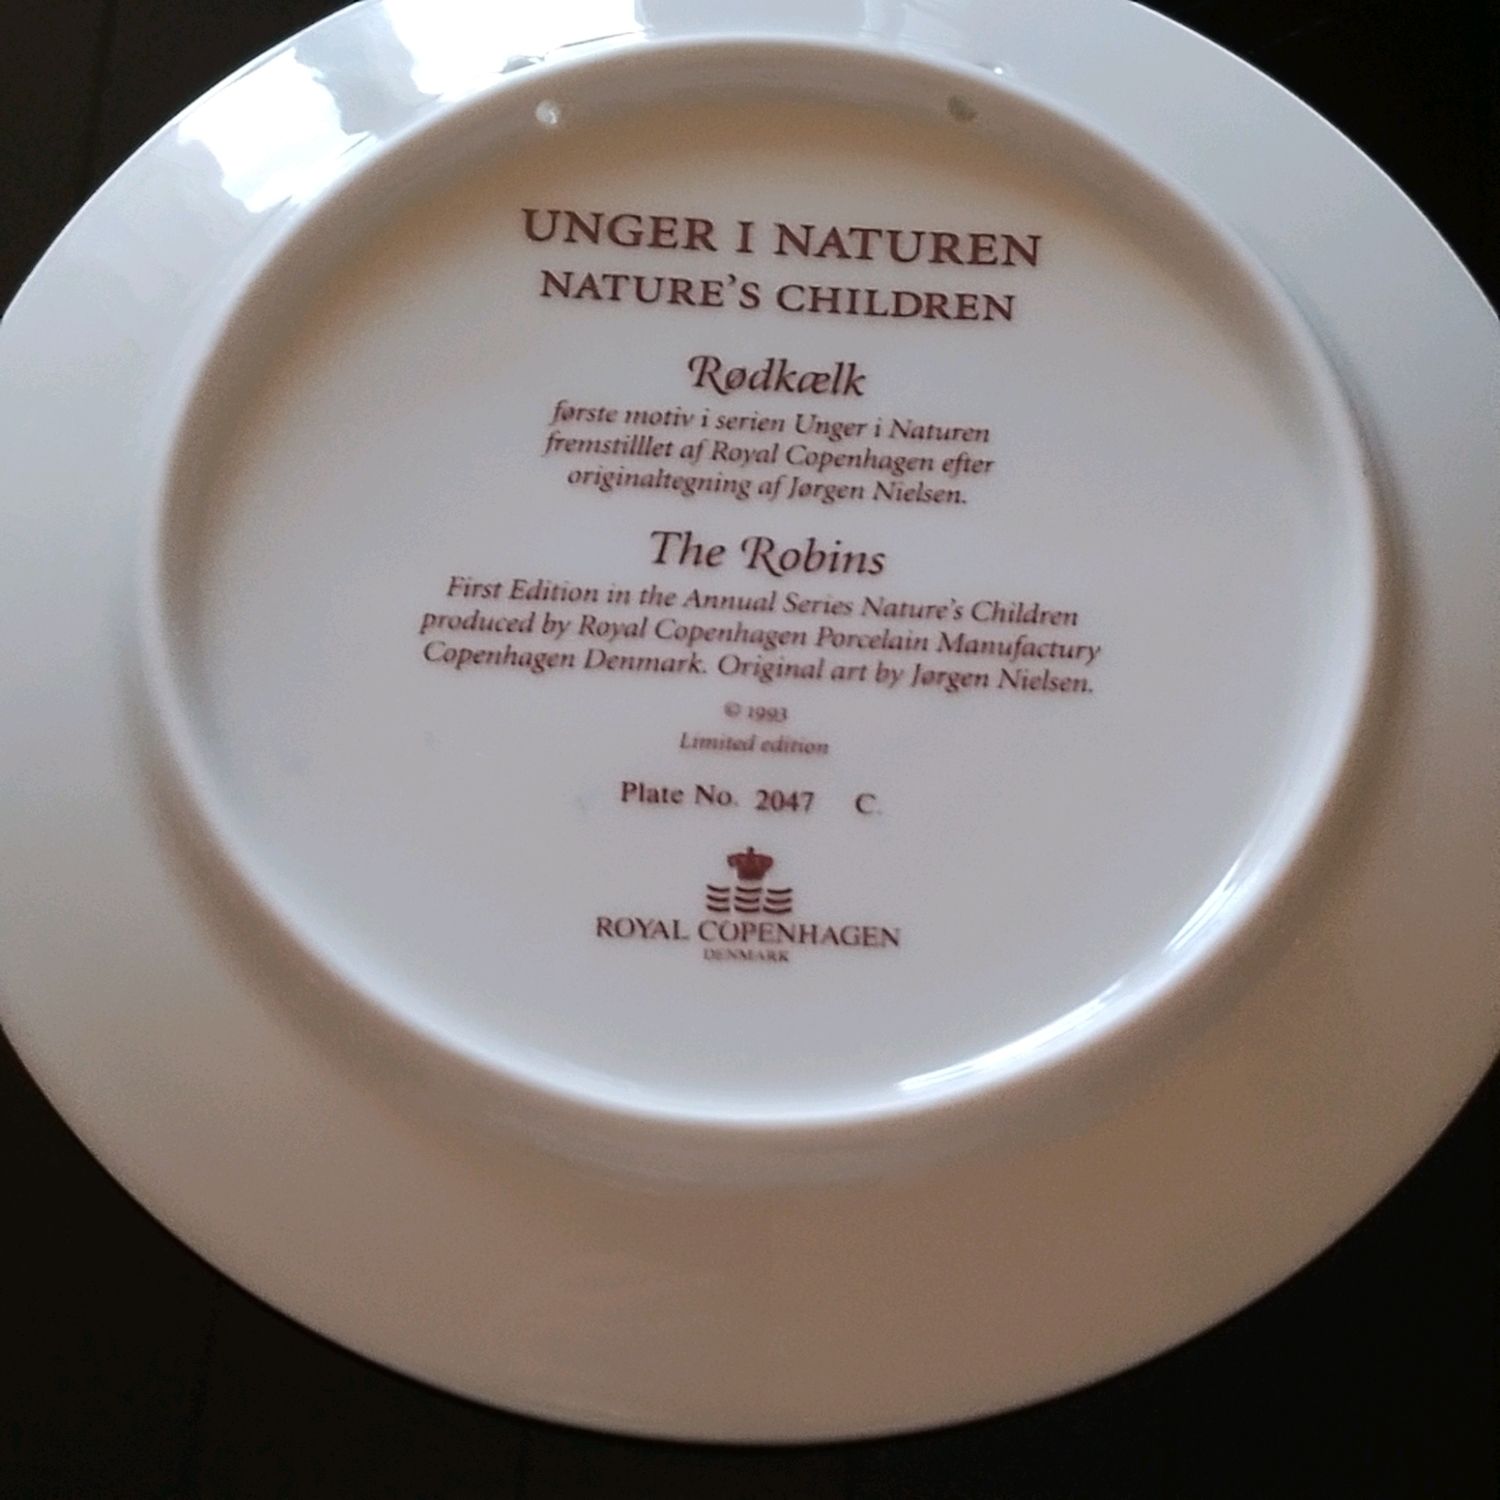 UNGER I NATUREN
NATURE'S CHILDREN
Rødkælk
første motiv i serien Unger i Naturen
fremstilllet af Royal Copenhagen efter
originaltegning af Jørgen Nielsen.
The Robins
First Edition in the Annual Series Nature's Children
produced by Royal Copenhagen Porcelain Manufactury
Copenhagen Denmark. Original art by Jørgen Nielsen.
© 1993
Limited edition
Plate No. 2047 C.
ROYAL COPENHAGEN
DENMARK